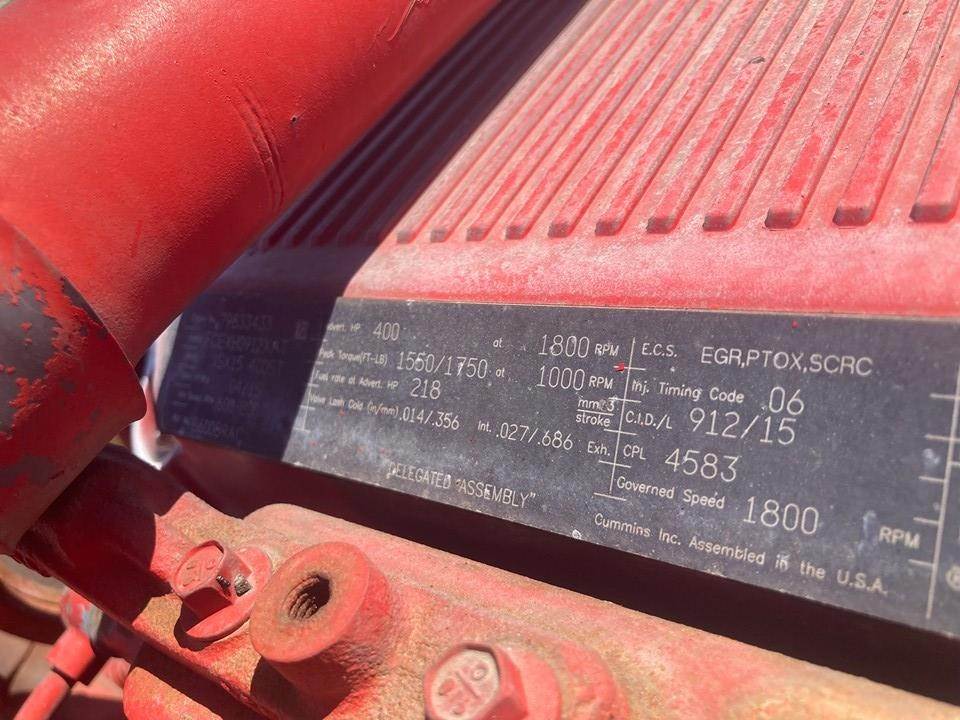 Advert. HP 400 at 1800 RPM
Peak Torque(FT-LB) 1550/1750 at 1000 RPM
Fuel rate at Advert. HP 218 mm^3
stroke
Valve Lash Cold (in/mm) .014/.356 Int. .027/.686 Exh.
"DELEGATED ASSEMBLY"
E.C.S. EGR,PTOX,SCRC
Inj. Timing Code 06
C.I.D./L 912/15
CPL 4583
Governed Speed 1800 RPM
Cummins Inc. Assembled in the U.S.A.